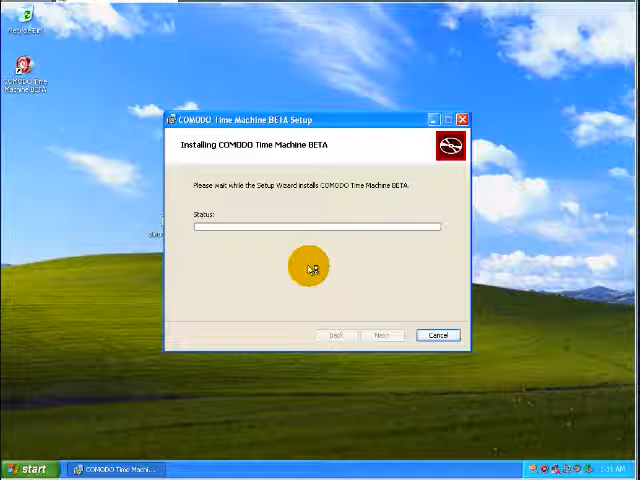 Recycle Bin
COMODO Time
Machine BETA
COMODO Time Machine BETA Setup
Installing COMODO Time Machine BETA
Please wait while the Setup Wizard installs COMODO Time Machine BETA.
Status:
Back
Next
Cancel
start
COMODO Time Machi...
1:31 AM